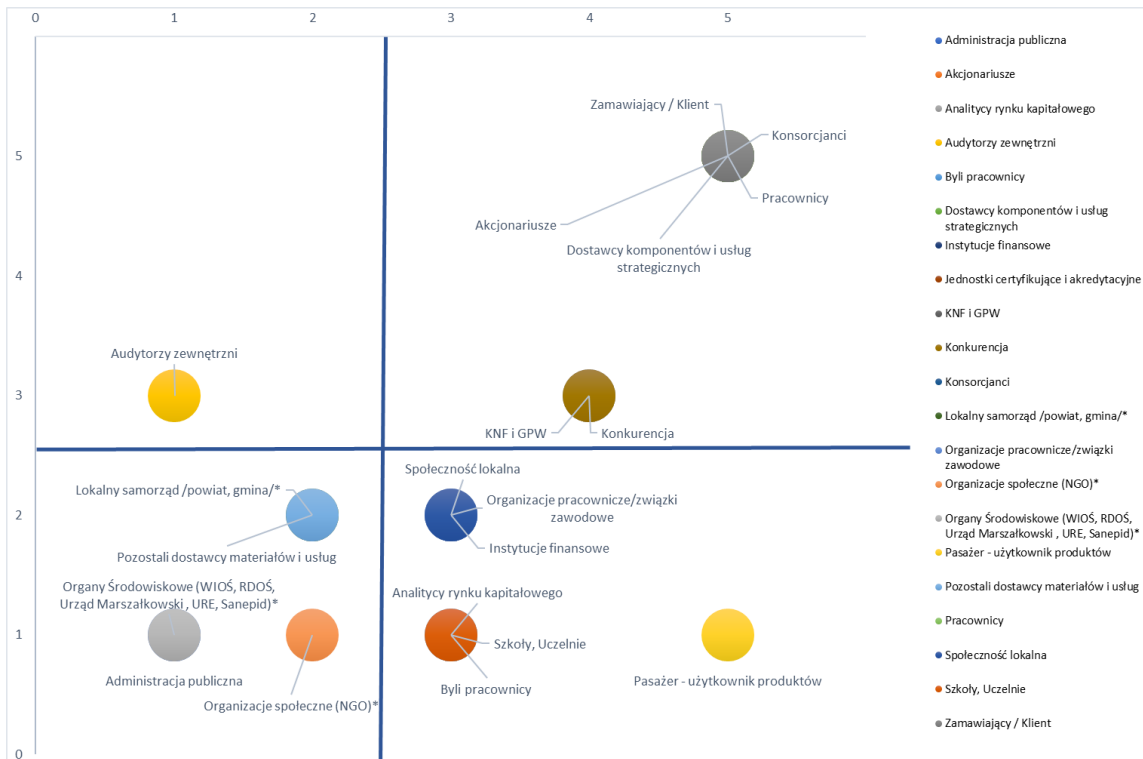 0 1 2 3 4 5
Zamawiający / Klient
Konsorcjanci
5
Pracownicy
Akcjonariusze
Dostawcy komponentów i usług
strategicznych
4
Audytorzy zewnętrzni
3
KNF i GPW
Konkurencja
Społeczność lokalna
Lokalny samorząd /powiat, gmina/*
Organizacje pracownicze/związki
zawodowe
2
Instytucje finansowe
Pozostali dostawcy materiałów i usług
Organy Środowiskowe (WIOŚ, RDOŚ,
Urząd Marszałkowski , URE, Sanepid)*
Analitycy rynku kapitałowego
1
Szkoły, Uczelnie
Administracja publiczna
Byli pracownicy
Pasażer - użytkownik produktów
Organizacje społeczne (NGO)*
0
Administracja publiczna
Akcjonariusze
Analitycy rynku kapitałowego
Audytorzy zewnętrzni
Byli pracownicy
Dostawcy komponentów i usług
strategicznych
Instytucje finansowe
Jednostki certyfikujące i akredytacyjne
KNF i GPW
Konkurencja
Konsorcjanci
Lokalny samorząd /powiat, gmina/*
Organizacje pracownicze/związki
zawodowe
Organizacje społeczne (NGO)*
Organy Środowiskowe (WIOŚ, RDOŚ,
Urząd Marszałkowski , URE, Sanepid)*
Pasażer - użytkownik produktów
Pozostali dostawcy materiałów i usług
Pracownicy
Społeczność lokalna
Szkoły, Uczelnie
Zamawiający / Klient